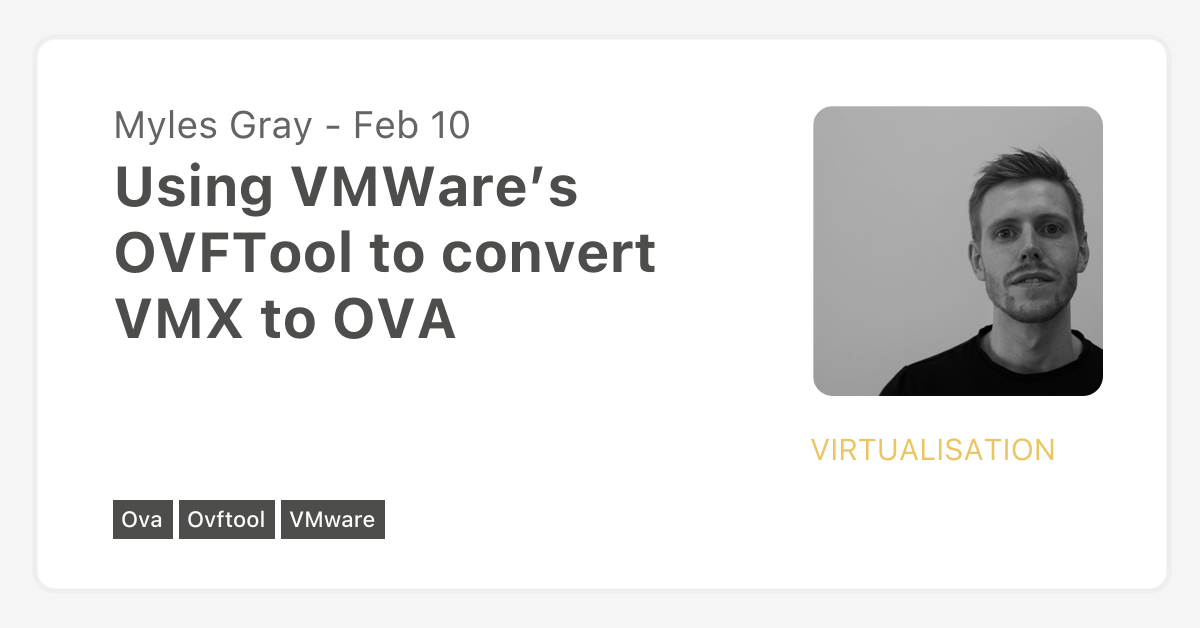 Myles Gray - Feb 10
Using VMWare’s
OVFTool to convert
VMX to OVA
VIRTUALISATION
Ova Ovftool VMware